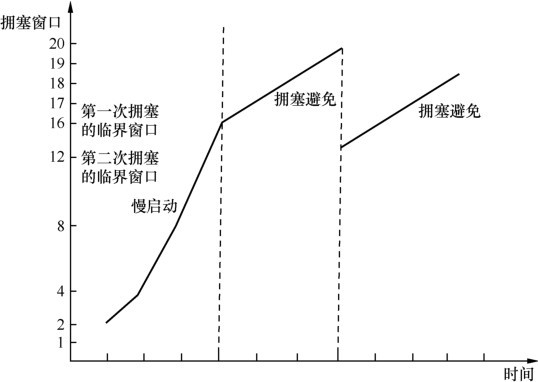 拥塞窗口
20
19
18
17
16
12
8
4
2
1
第一次拥塞
的临界窗口
第二次拥塞
的临界窗口
慢启动
拥塞避免
拥塞避免
时间